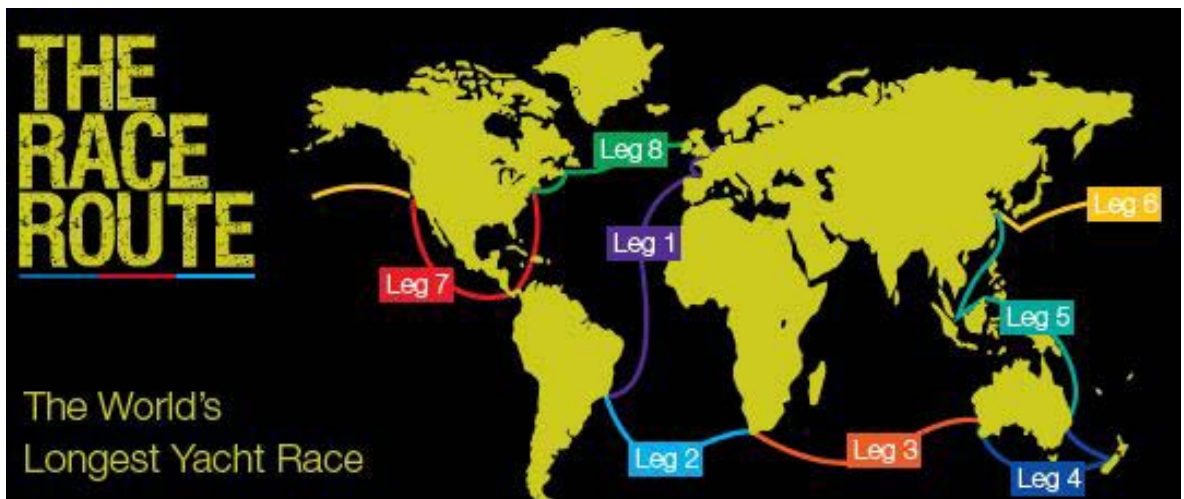 THE
RACE
ROUTE
The World's
Longest Yacht Race
Leg 8
Leg 6
Leg 1
Leg 7
Leg 5
Leg 2
Leg 3
Leg 4